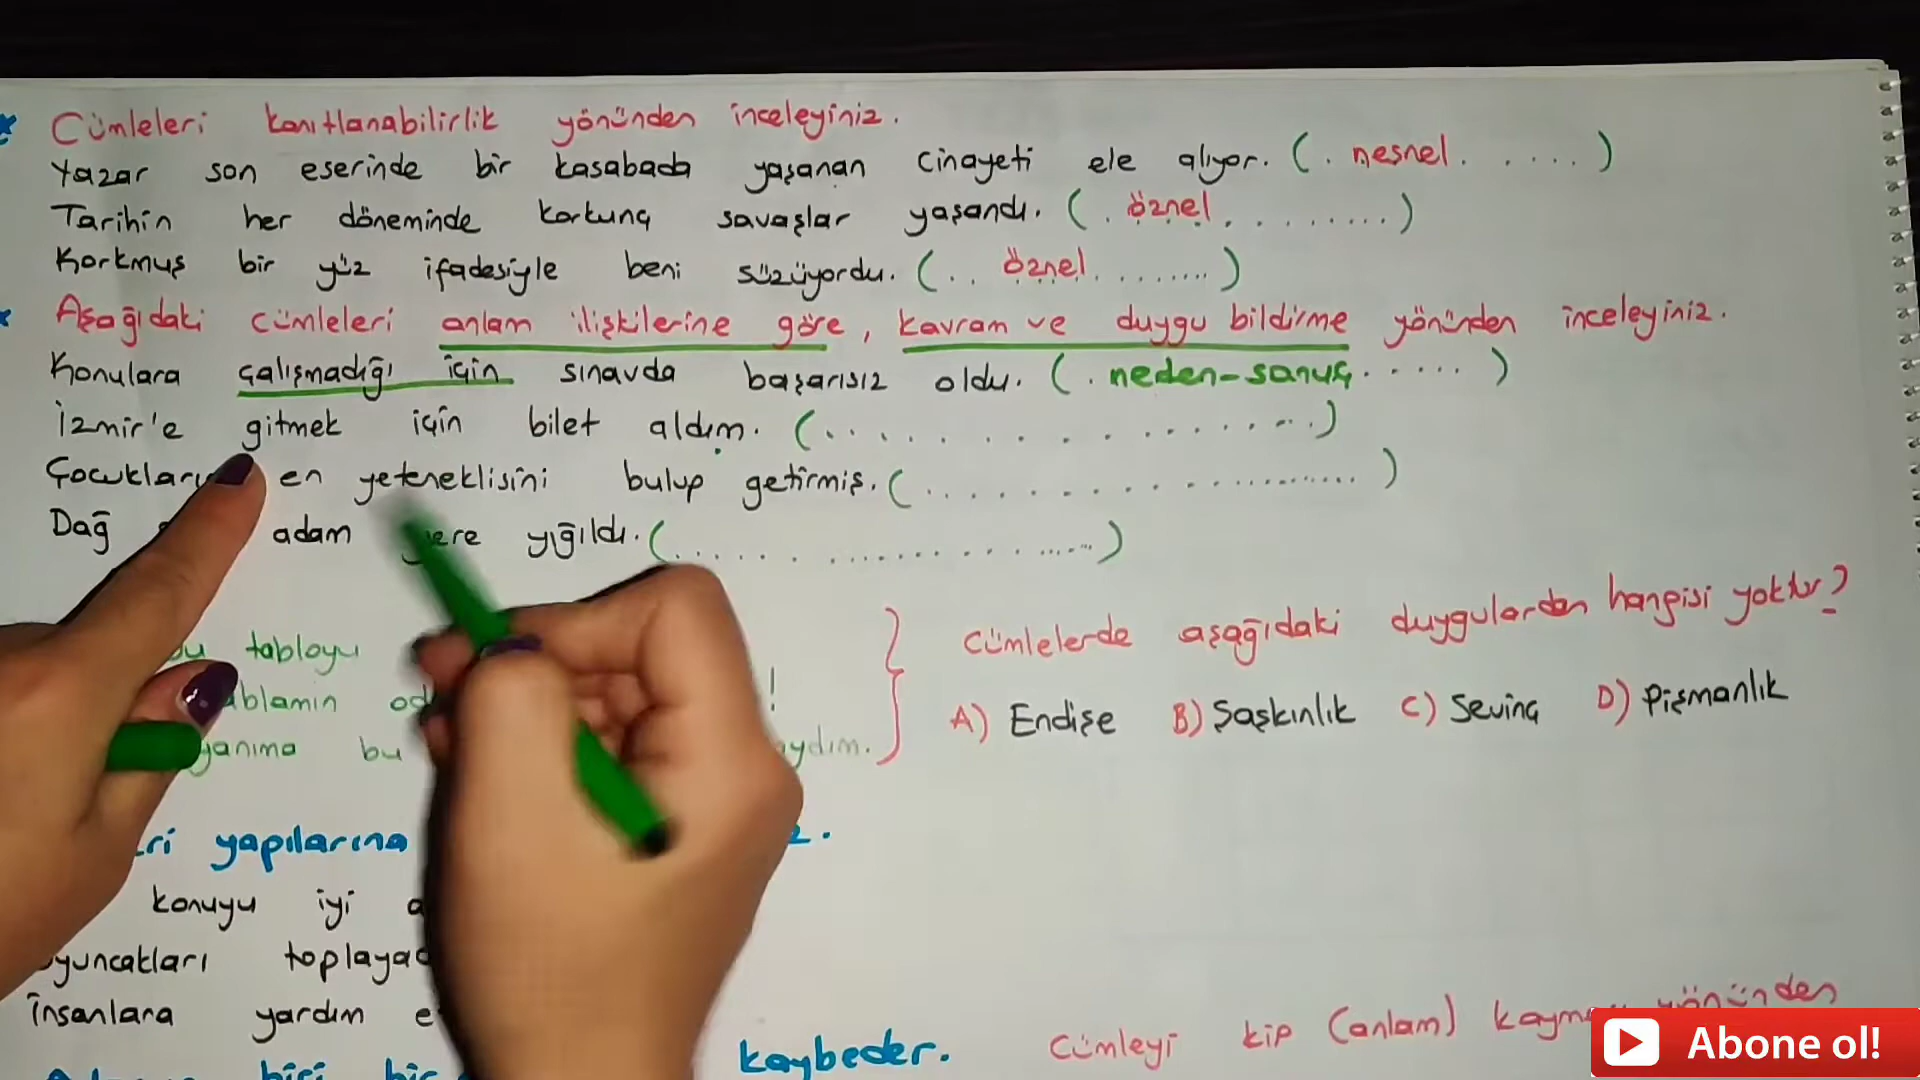 Cümleleri kanıtlanabilirlik yönünden inceleyiniz.
Yazar son eserinde bir kasabada yaşanan cinayeti ele alıyor. (. nesnel. .....)
Tarihin her döneminde korkunç savaşlar yaşandı. (. öznel. ........)
Korkmuş bir yüz ifadesiyle beni süzüyordu. (.. öznel. .......)
Aşağıdaki cümleleri anlam ilişkilerine göre, kavram ve duygu bildirme yönünden inceleyiniz.
Konulara çalışmadığı için sınavda başarısız oldu. (. neden-sonuç. .....)
İzmir'e gitmek için bilet aldım. (..............)
en yeteneklisini bulup getirmiş. (..............)
Dağ adam yere yığıldı. (..............)
Cümlelerde aşağıdaki duygulardan hangisi yoktur?
bu tabloyu
ablamın !
A) Endişe B) Şaşkınlık C) Sevinç D) Pişmanlık
yanıma bu
yapılarına
konuyu iyi
oyuncakları
insanlara yardım
Cümleyi kip (anlam) yönünden
kaybeder.
biri bir
Abone ol!